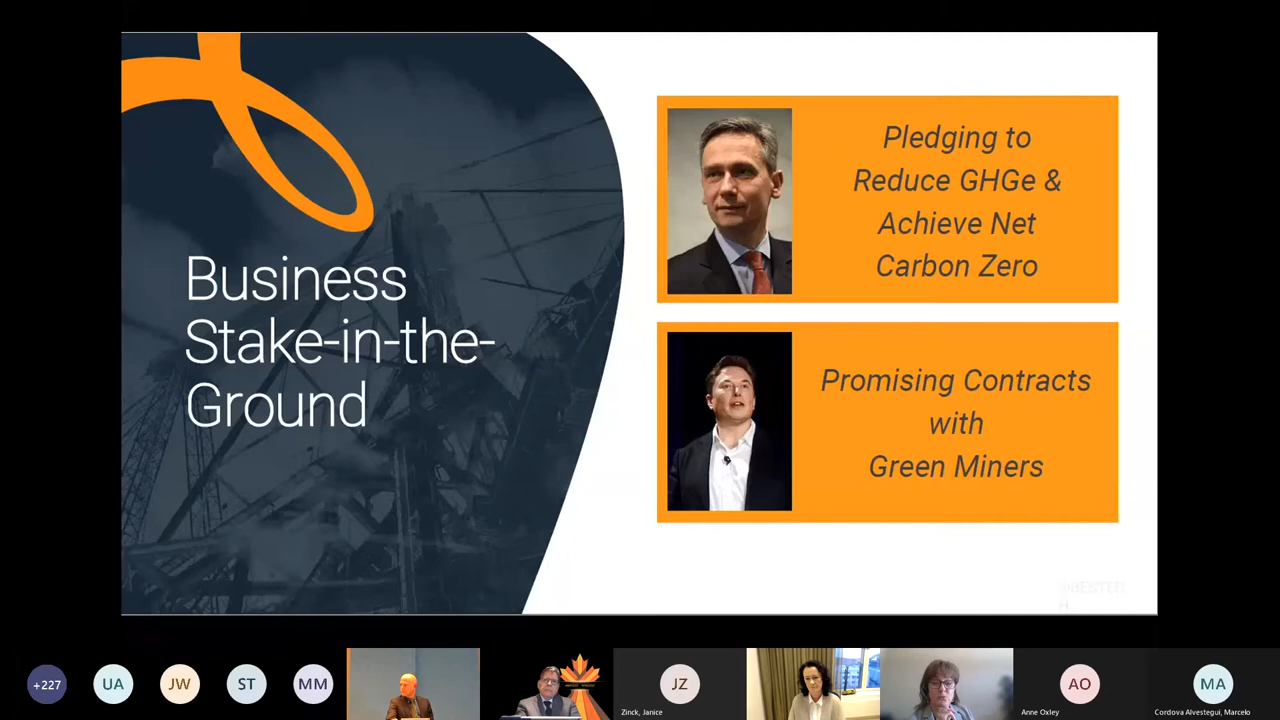 Business
Stake-in-the-
Ground
Pledging to
Reduce GHGe &
Achieve Net
Carbon Zero
Promising Contracts
with
Green Miners
+227
UA
JW
ST
MM
JZ
Zinck, Janice
AO
Anne Oxley
MA
Cordova Alvestegui, Marcelo